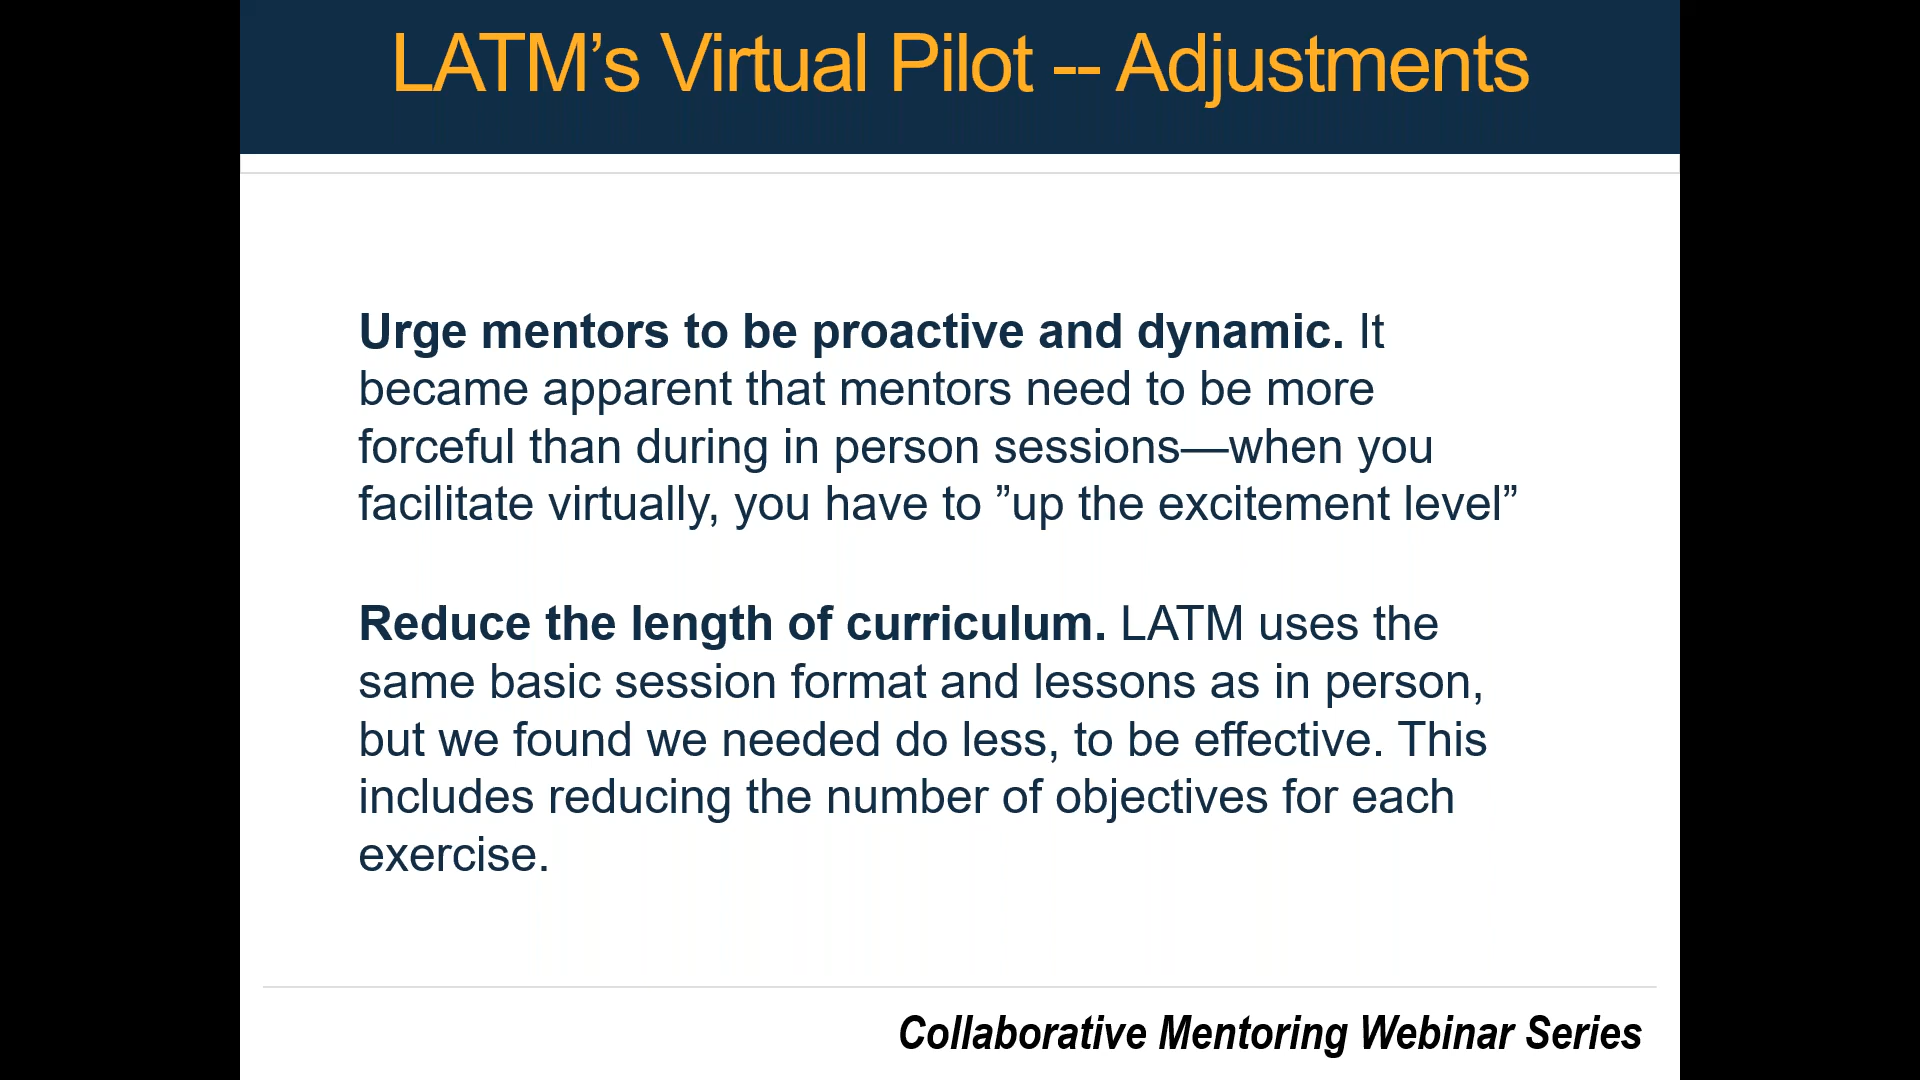 LATM’s Virtual Pilot -- Adjustments
Urge mentors to be proactive and dynamic. It
became apparent that mentors need to be more
forceful than during in person sessions—when you
facilitate virtually, you have to ”up the excitement level”
Reduce the length of curriculum. LATM uses the
same basic session format and lessons as in person,
but we found we needed do less, to be effective. This
includes reducing the number of objectives for each
exercise.
Collaborative Mentoring Webinar Series